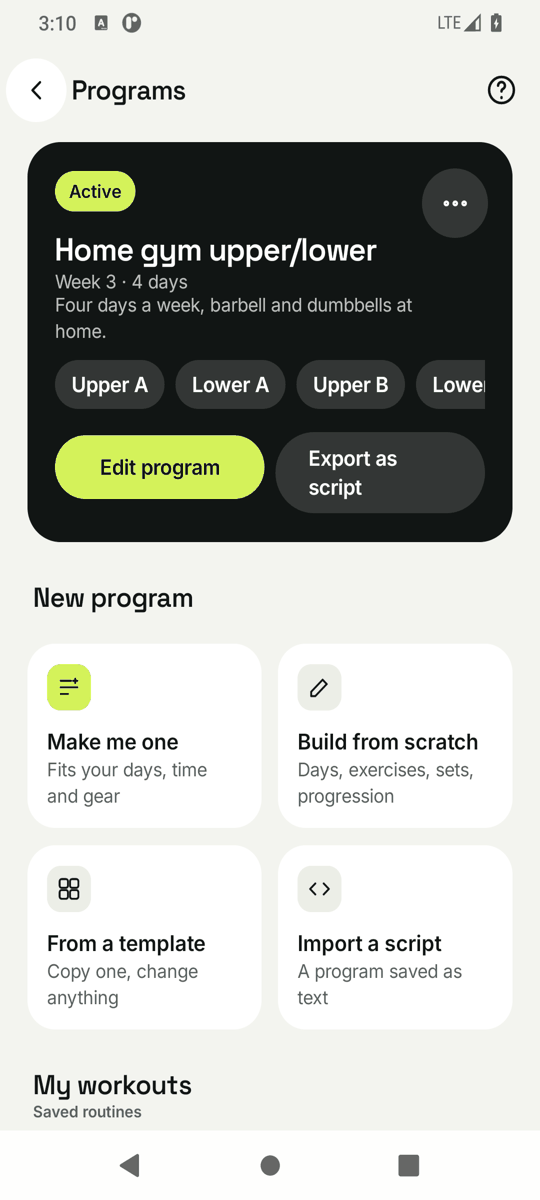 3:10
LTE
Programs
Active
Home gym upper/lower
Week 3 · 4 days
Four days a week, barbell and dumbbells at
home.
Upper A
Lower A
Upper B
Lower
Edit program
Export as
script
New program
Make me one
Fits your days, time
and gear
Build from scratch
Days, exercises, sets,
progression
From a template
Copy one, change
anything
Import a script
A program saved as
text
My workouts
Saved routines